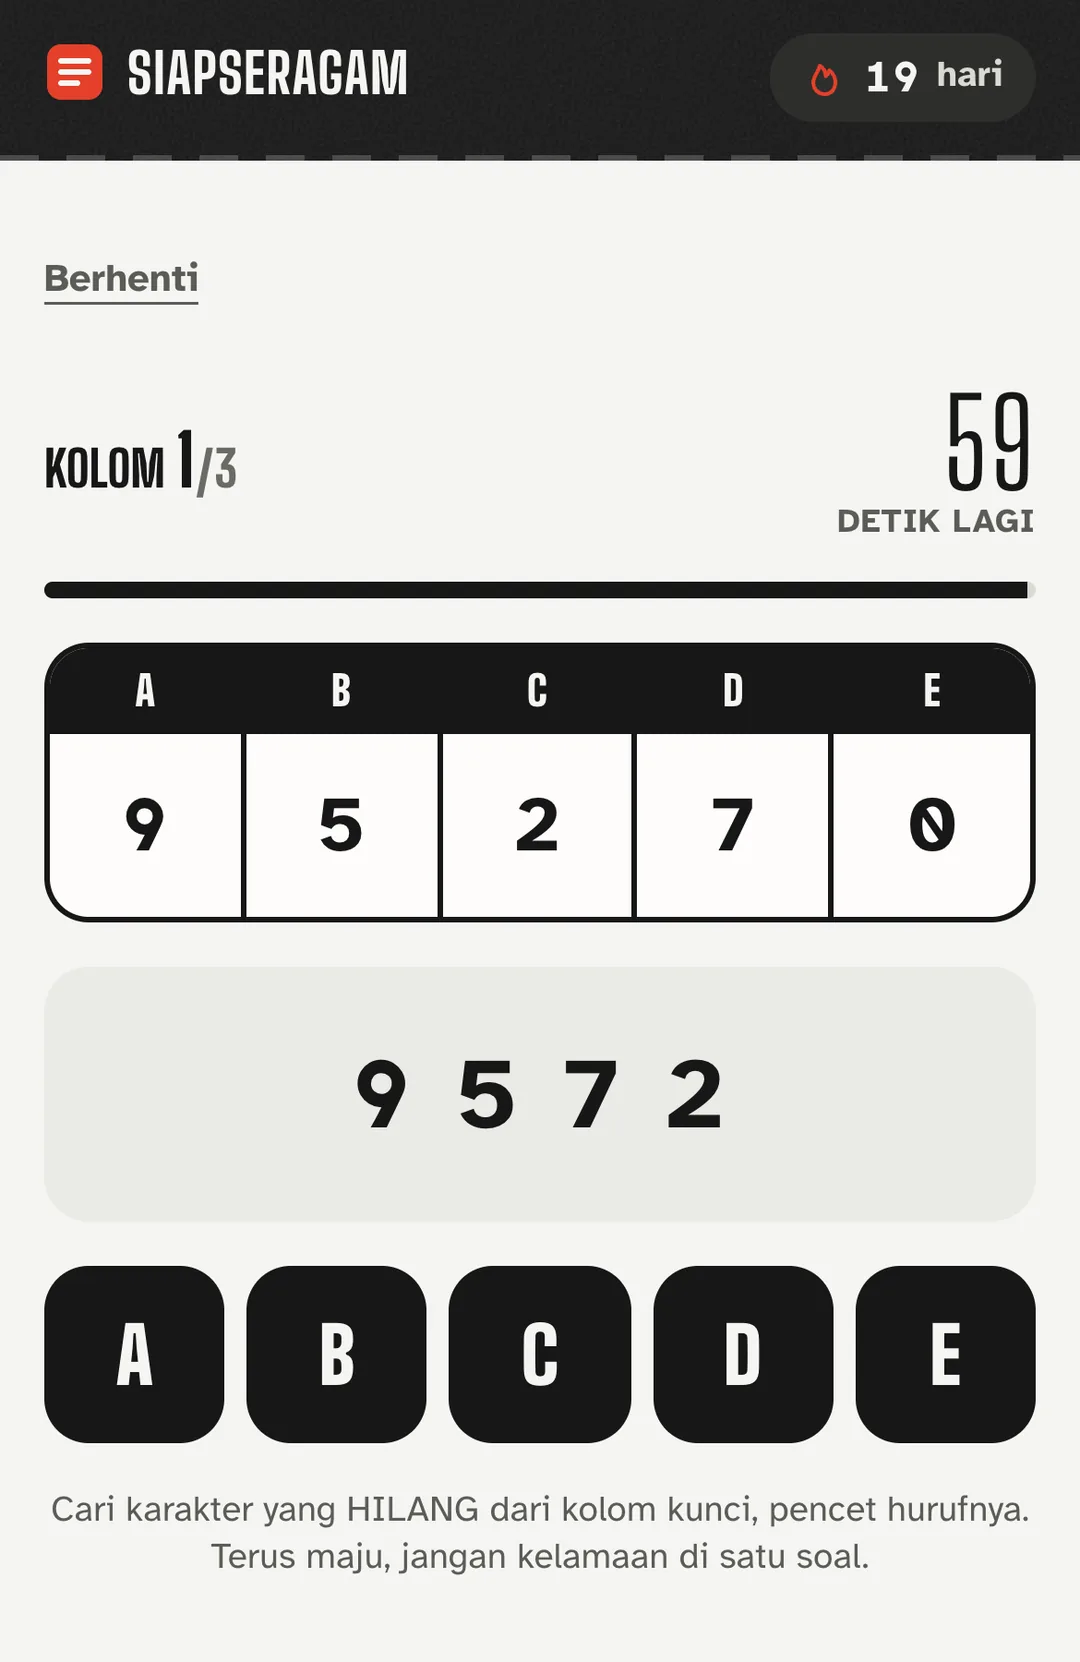 SIAPSERAGAM
19 hari
Berhenti
KOLOM 1/3
59
DETIK LAGI
A B C D E
9 5 2 7 0
9 5 7 2
A B C D E
Cari karakter yang HILANG dari kolom kunci, pencet hurufnya.
Terus maju, jangan kelamaan di satu soal.